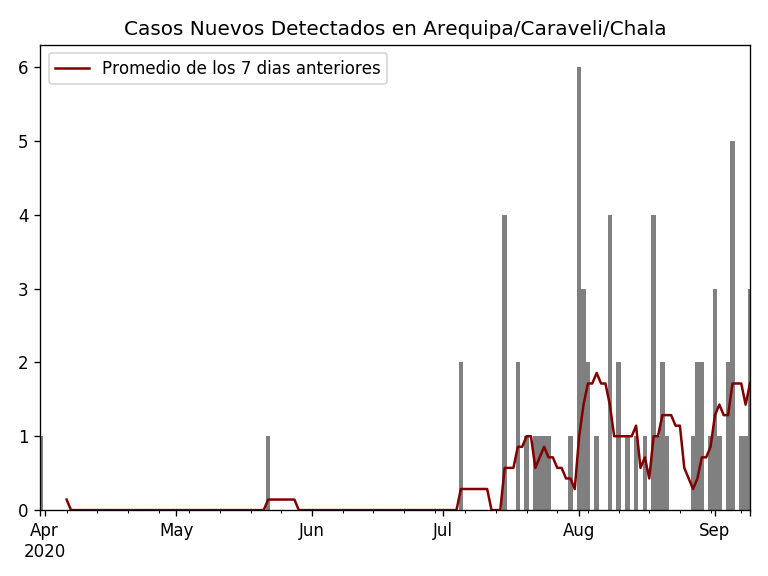 Casos Nuevos Detectados en Arequipa/Caraveli/Chala
Promedio de los 7 dias anteriores
6
5
4
3
2
1
0
Apr May Jun Jul Aug Sep
2020